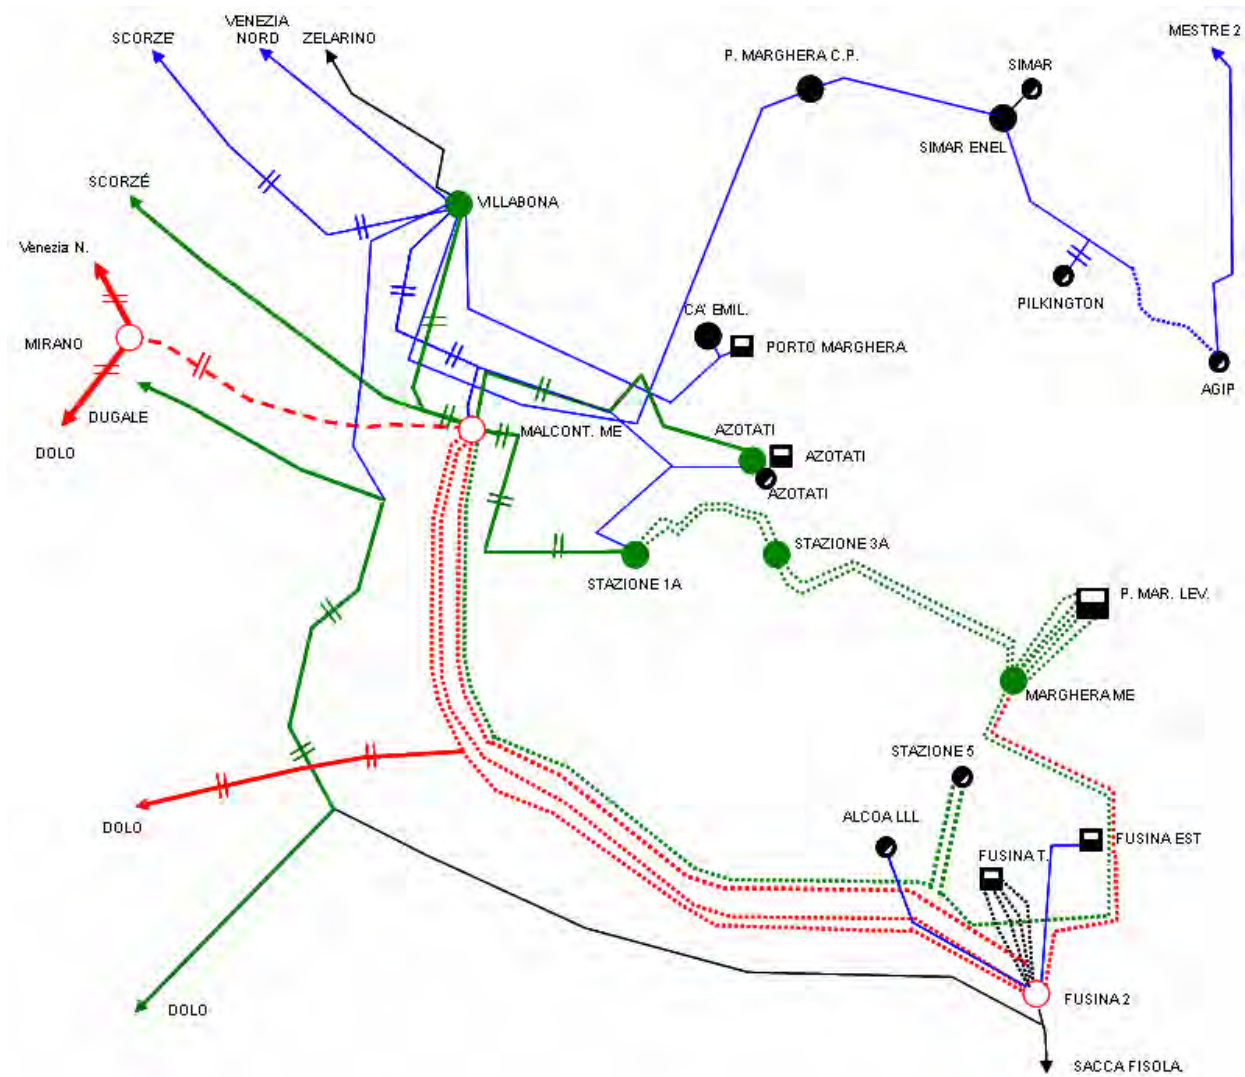 VENEZIA
NORD
SCORZE'
ZELARINO
MESTRE 2
P. MARGHERA C.P.
SIMAR
SIMAR ENEL
SCORZÉ
VILLABONA
Venezia N.
PILKINGTON
CA' EMIL.
PORTO MARGHERA
MIRANO
AGIP
DUGALE
DOLO
MALCONT. ME
AZOTATI
AZOTATI
AZOTATI
STAZIONE 3A
STAZIONE 1A
P. MAR. LEV.
MARGHERA ME
STAZIONE 5
DOLO
ALCOA LLL
FUSINA T.
FUSINA EST
DOLO
FUSINA 2
SACCA FISOLA.